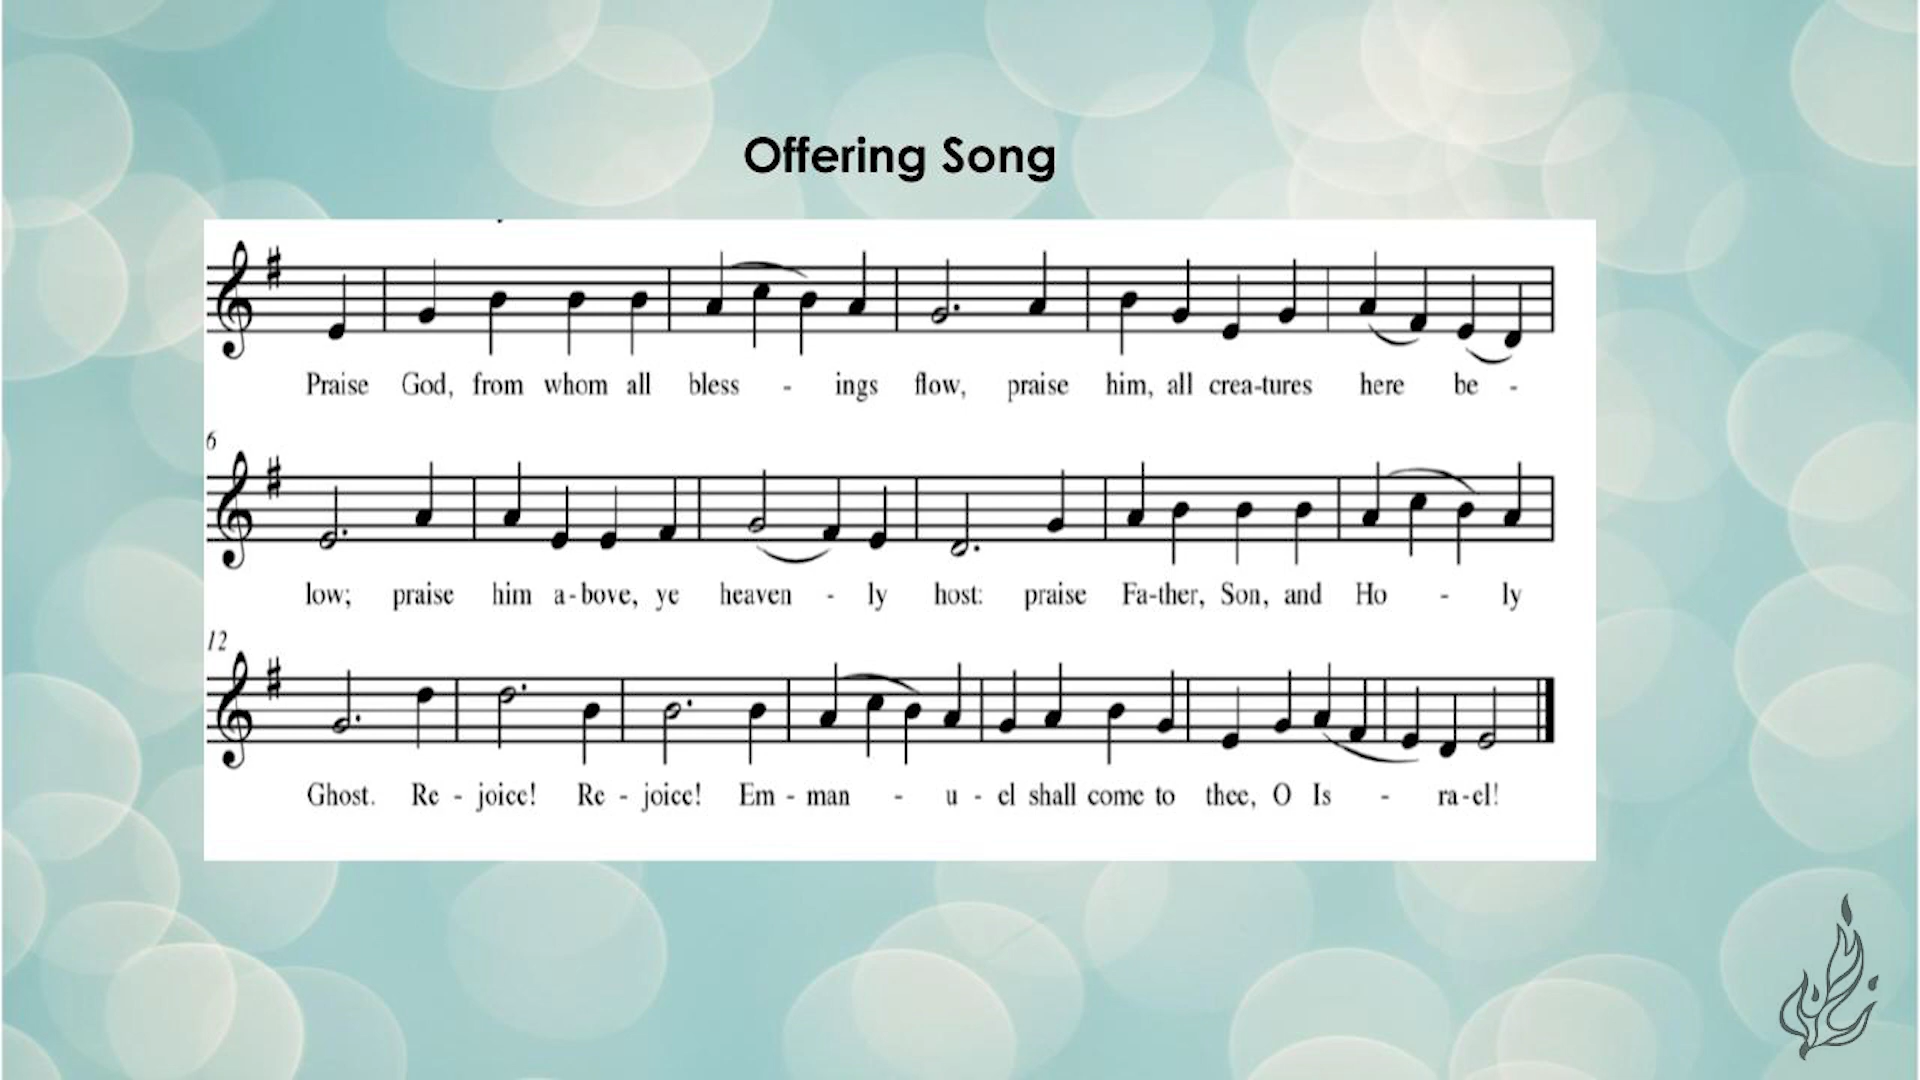 Offering Song
Praise God, from whom all bless - ings flow, praise him, all crea-tures here be -
6
low; praise him a-bove, ye heaven - ly host: praise Fa-ther, Son, and Ho - ly
12
Ghost. Re - joice! Re - joice! Em - man - u - el shall come to thee, O Is - ra-el!